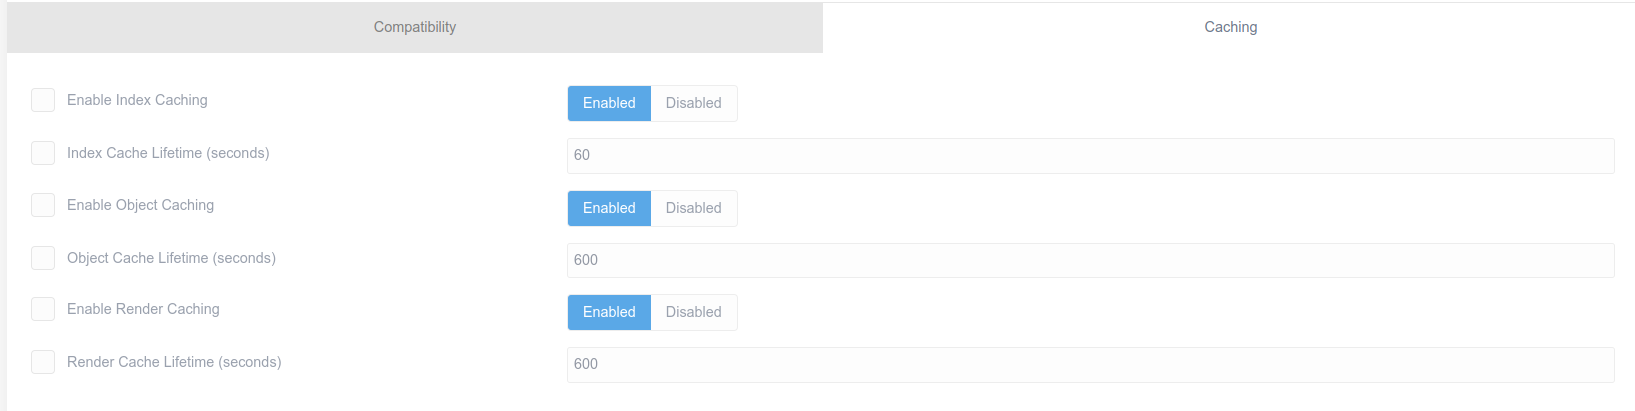 Compatibility Caching
Enable Index Caching Enabled Disabled
Index Cache Lifetime (seconds) 60
Enable Object Caching Enabled Disabled
Object Cache Lifetime (seconds) 600
Enable Render Caching Enabled Disabled
Render Cache Lifetime (seconds) 600